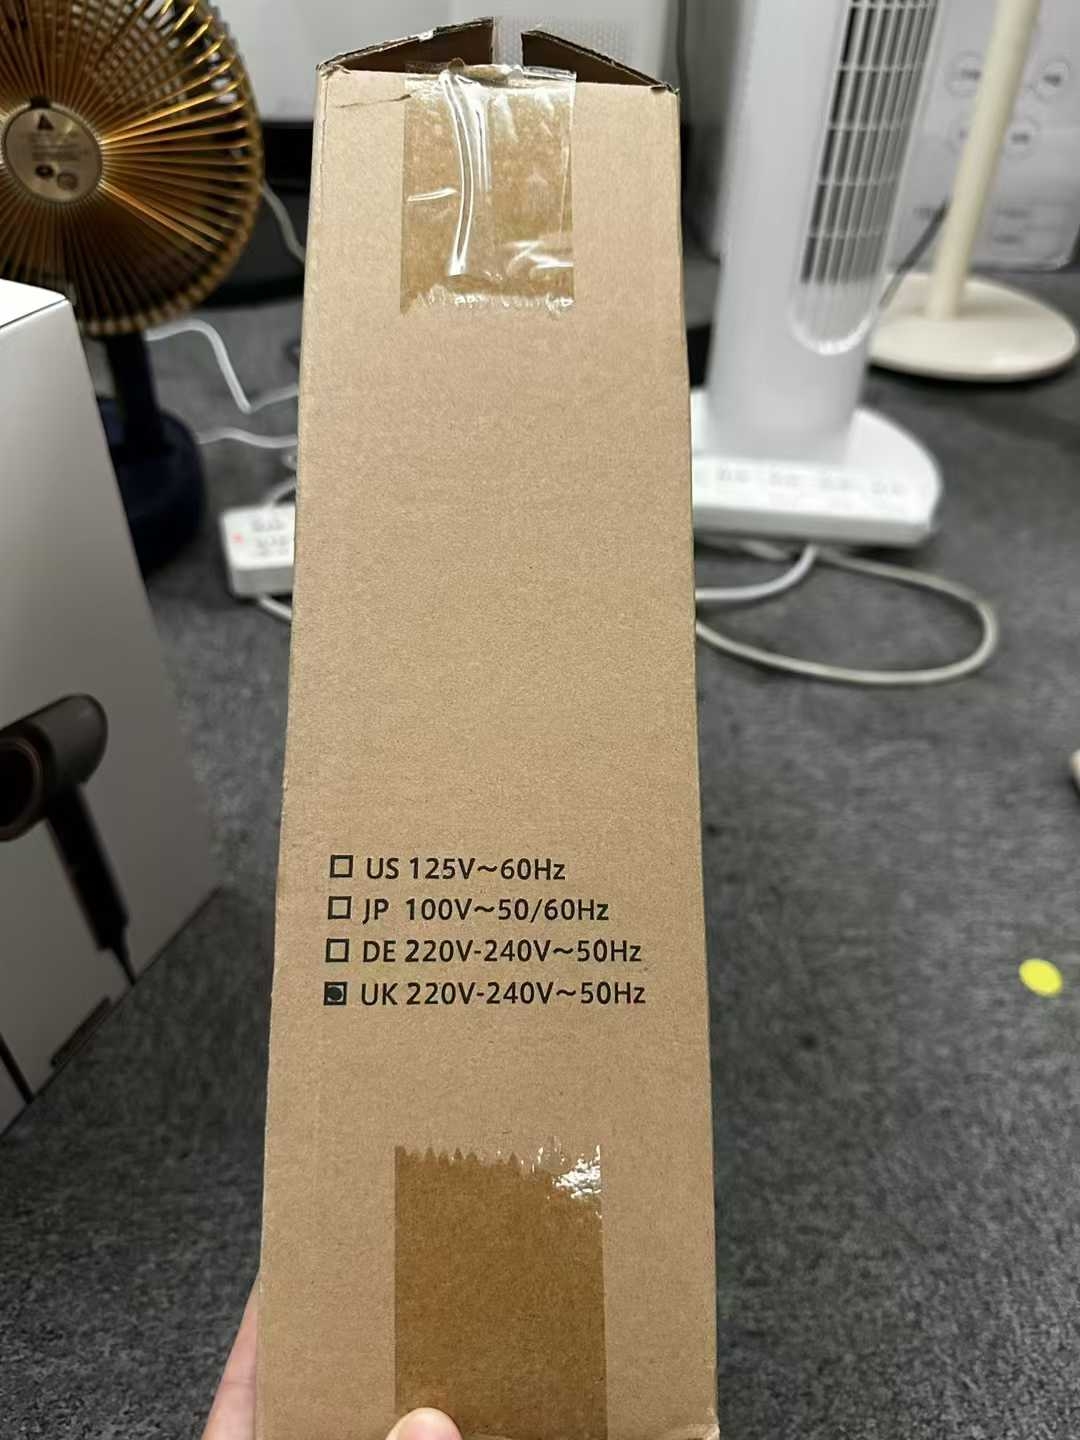 ☐ US 125V~60Hz
☐ JP 100V~50/60Hz
☐ DE 220V-240V~50Hz
☑ UK 220V-240V~50Hz